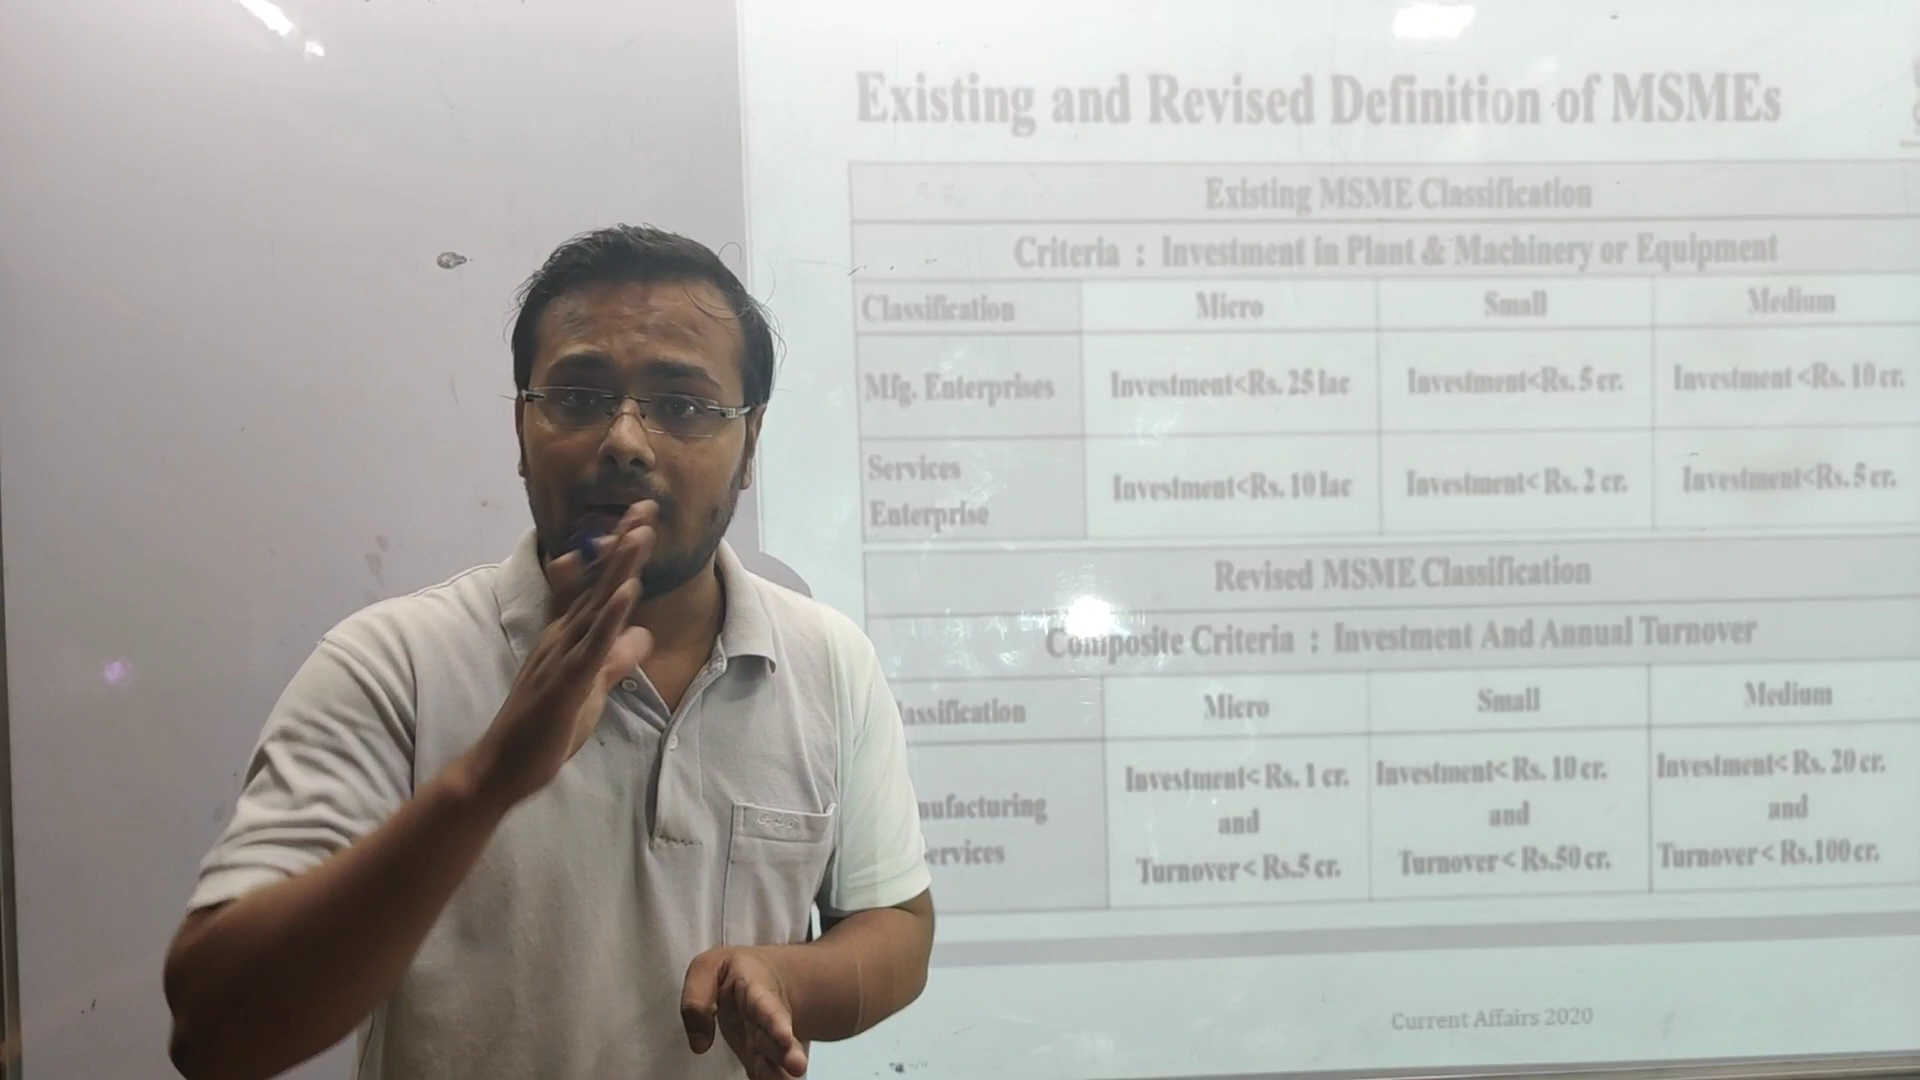 Existing and Revised Definition of MSMEs
Existing MSME Classification
Criteria : Investment in Plant & Machinery or Equipment
Classification Micro Small Medium
Mfg. Enterprises Investment<Rs. 25 lac Investment<Rs. 5 cr. Investment <Rs. 10 cr.
Services Enterprise Investment<Rs. 10 lac Investment< Rs. 2 cr. Investment<Rs. 5 cr.
Revised MSME Classification
Composite Criteria : Investment And Annual Turnover
assification Micro Small Medium
Investment< Rs. 1 cr. Investment< Rs. 10 cr. Investment< Rs. 20 cr.
ufacturing and and and
ervices Turnover< Rs.5 cr. Turnover< Rs.50 cr. Turnover< Rs.100 cr.
Current Affairs 2020